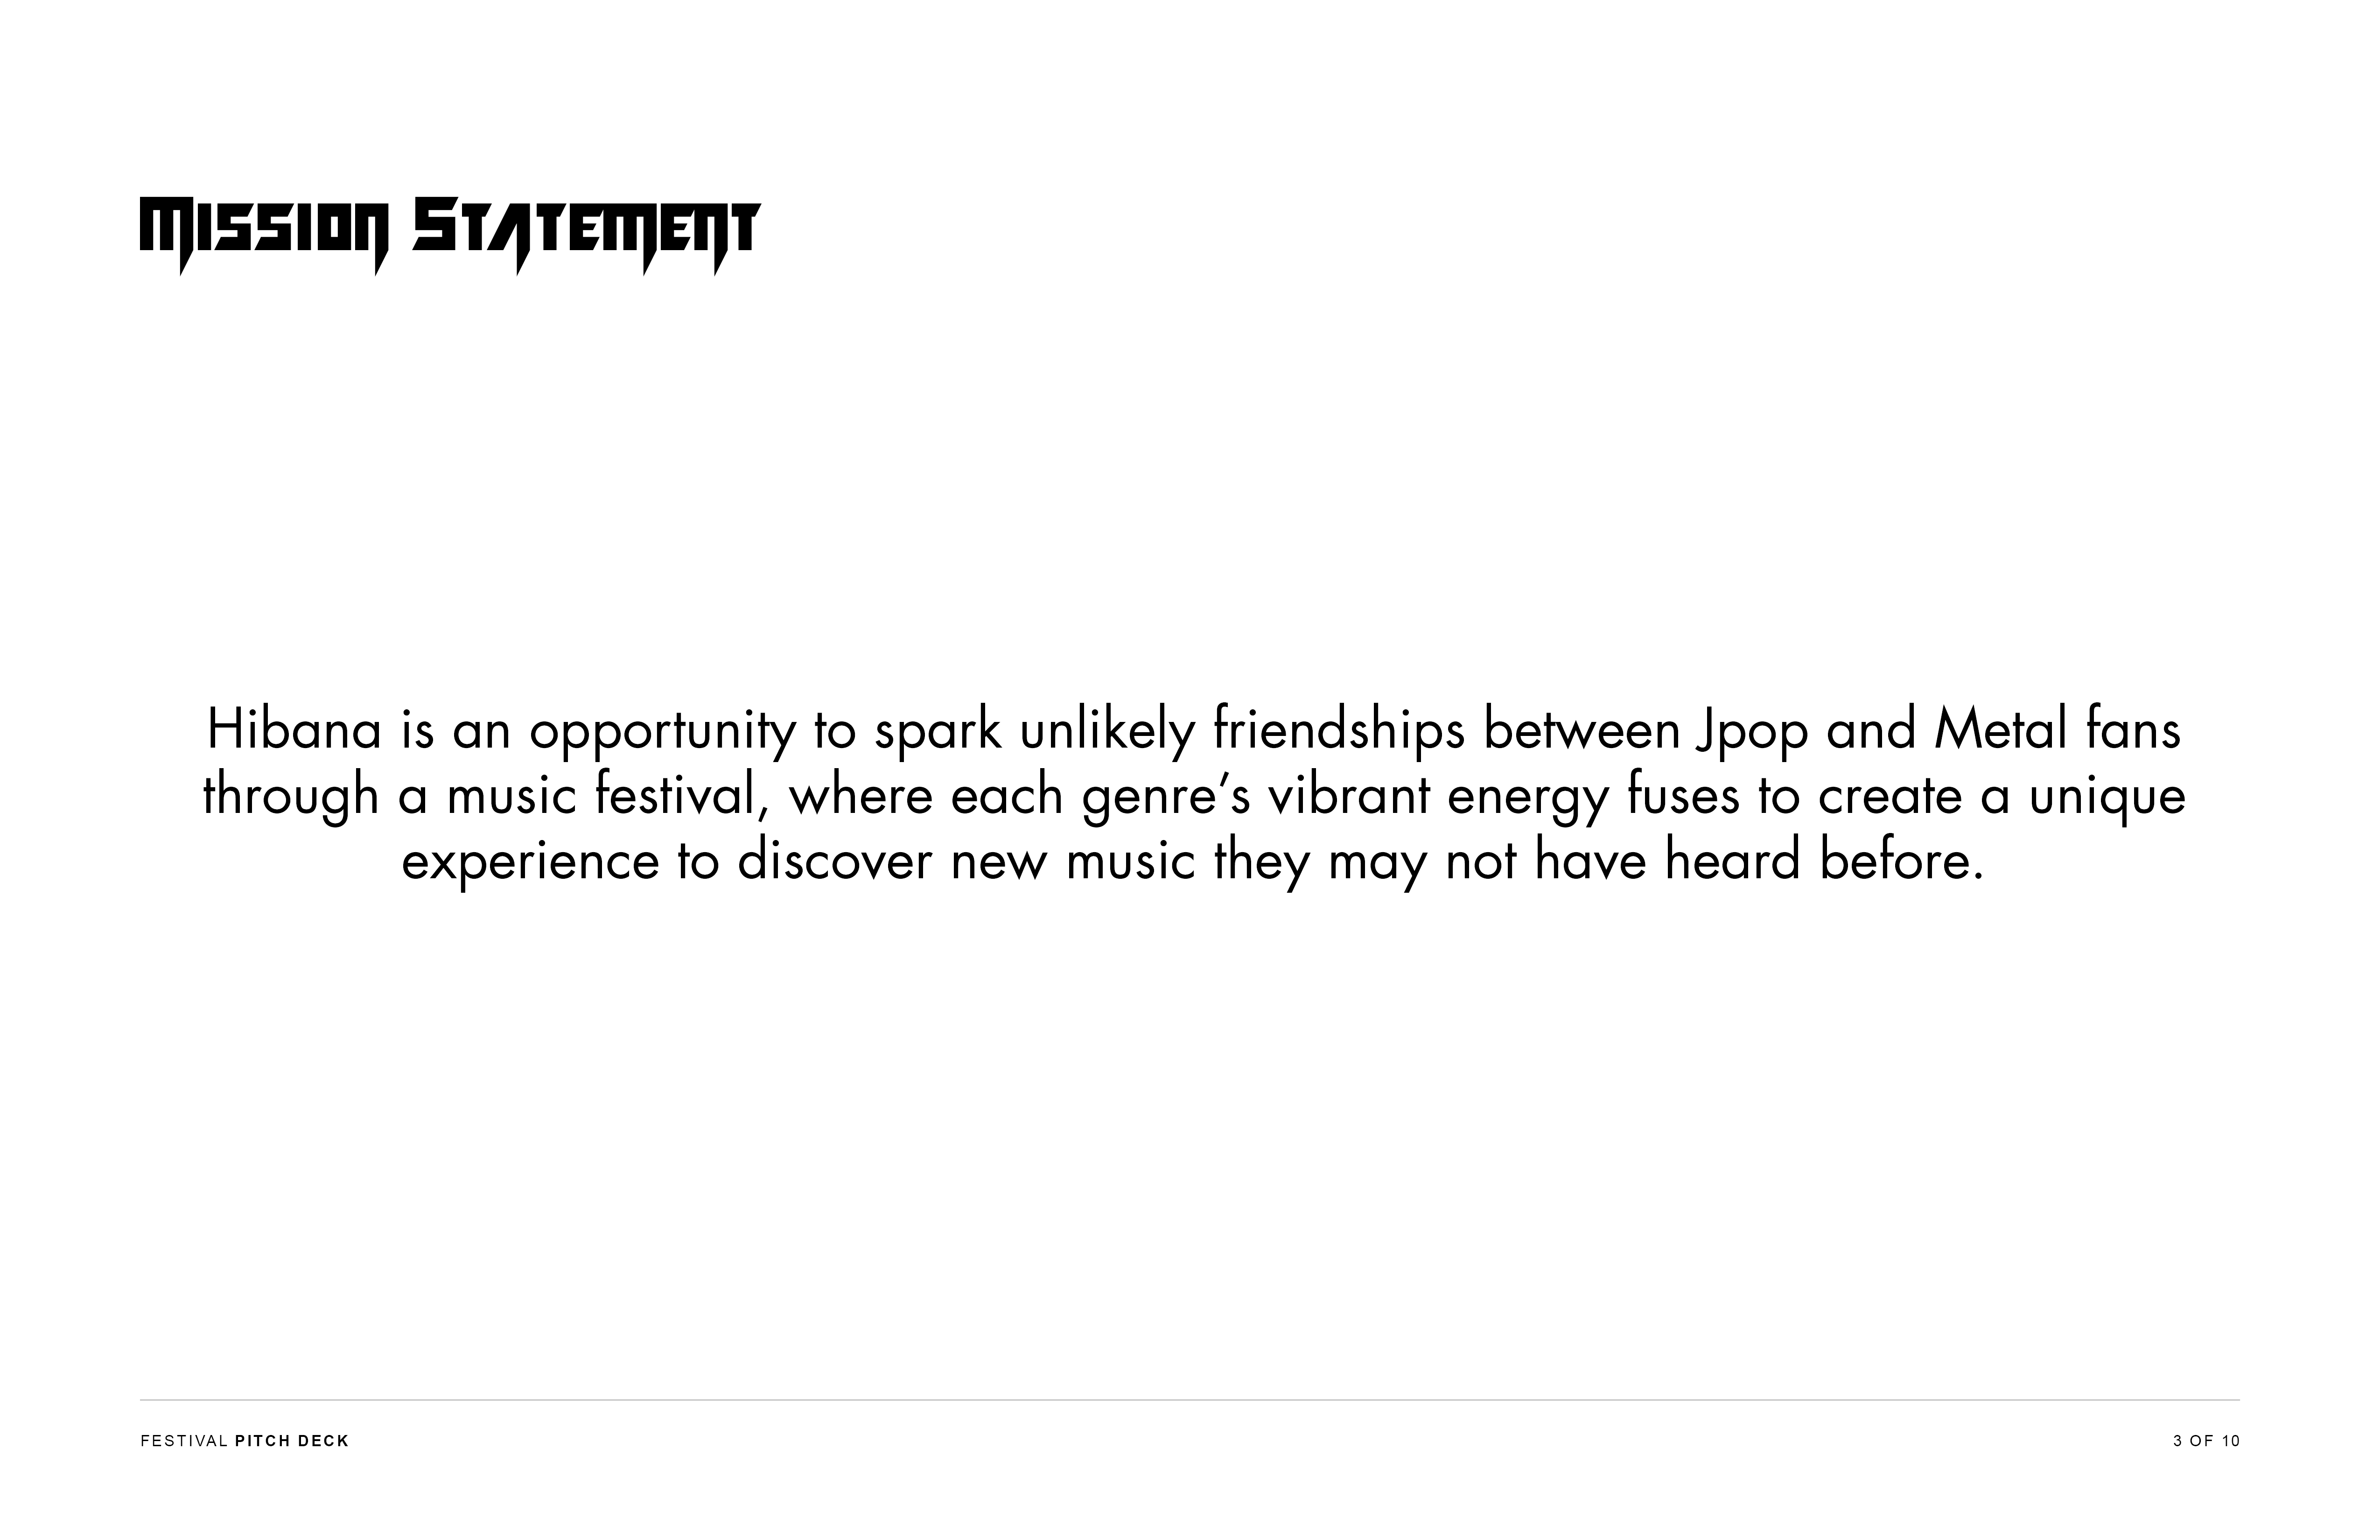 Mission Statement
Hibana is an opportunity to spark unlikely friendships between Jpop and Metal fans
through a music festival, where each genre’s vibrant energy fuses to create a unique
experience to discover new music they may not have heard before.
FESTIVAL PITCH DECK
3 OF 10